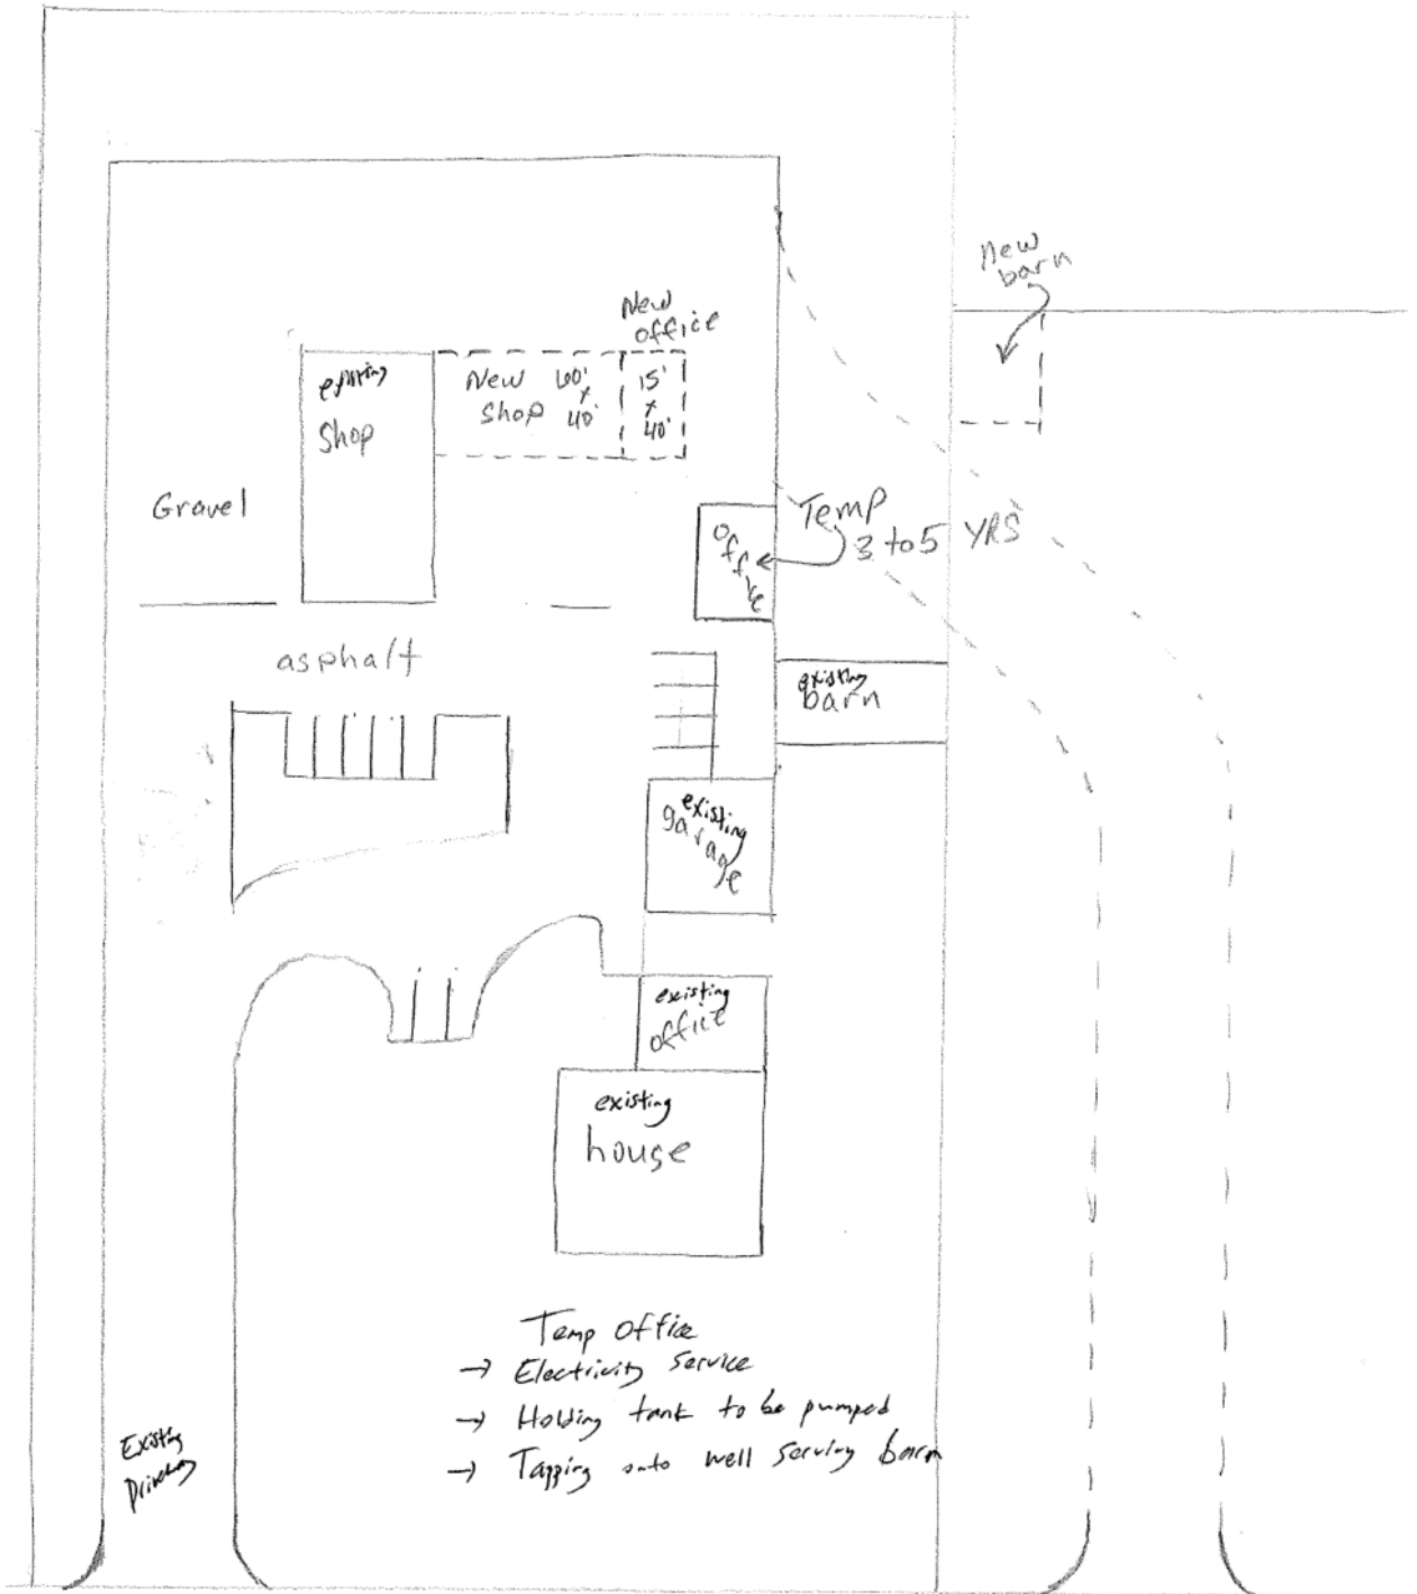 New
barn
New
office
existing
Shop
New 60'
x
Shop 40'
15'
x
40'
Gravel
Temp
3 to 5 YRS
Office
asphalt
existing
barn
existing
garage
existing
office
existing
house
Temp Office
→ Electricity Service
→ Holding tank to be pumped
→ Tapping onto well serving barn
Existing
Driveway